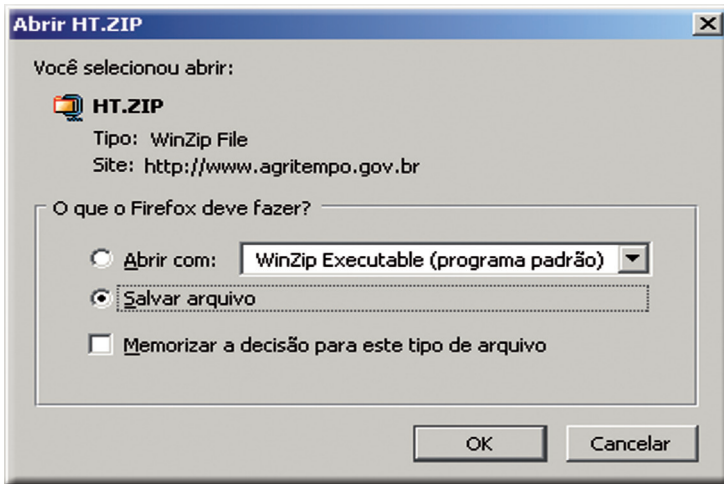 Abrir HT.ZIP
Você selecionou abrir:
HT.ZIP
Tipo: WinZip File
Site: http://www.agritempo.gov.br
O que o Firefox deve fazer?
Abrir com: WinZip Executable (programa padrão)
Salvar arquivo
Memorizar a decisão para este tipo de arquivo
OK Cancelar